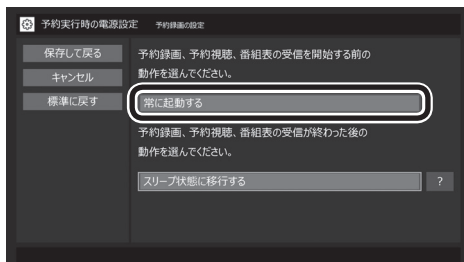 予約実行時の電源設定 予約録画の設定
保存して戻る
キャンセル
標準に戻す
予約録画、予約視聴、番組表の受信を開始する前の
動作を選んでください。
常に起動する
予約録画、予約視聴、番組表の受信が終わった後の
動作を選んでください。
スリープ状態に移行する ?